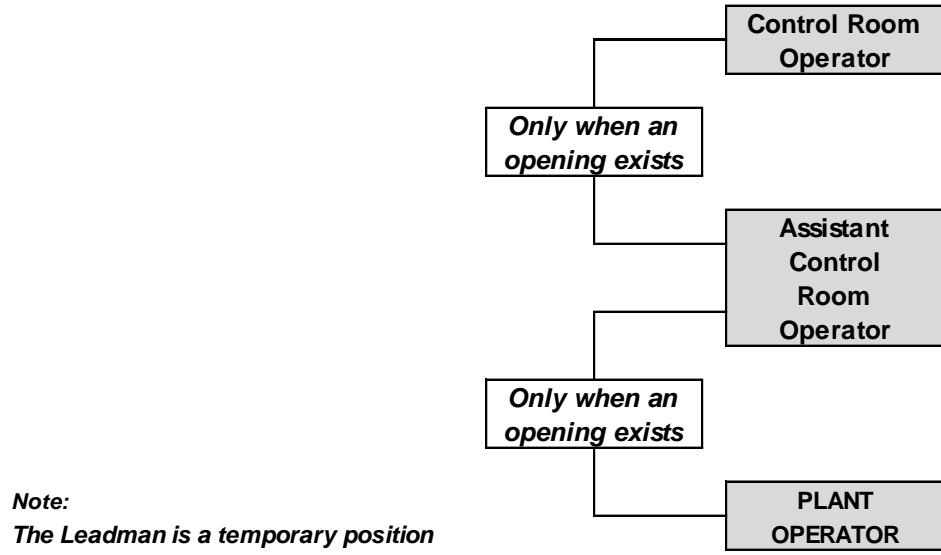 Control Room
Operator
Only when an
opening exists
Assistant
Control
Room
Operator
Only when an
opening exists
PLANT
OPERATOR
Note:
The Leadman is a temporary position